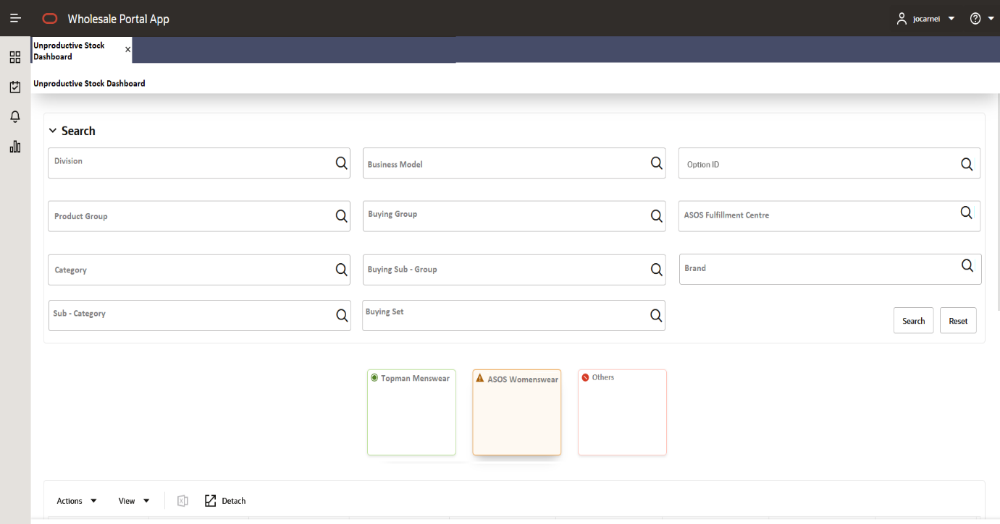 Wholesale Portal App
jocarnei
Unproductive Stock
Dashboard
Unproductive Stock Dashboard
Search
Division
Business Model
Option ID
Product Group
Buying Group
ASOS Fulfillment Centre
Category
Buying Sub - Group
Brand
Sub - Category
Buying Set
Search
Reset
Topman Menswear
ASOS Womenswear
Others
Actions
View
Detach